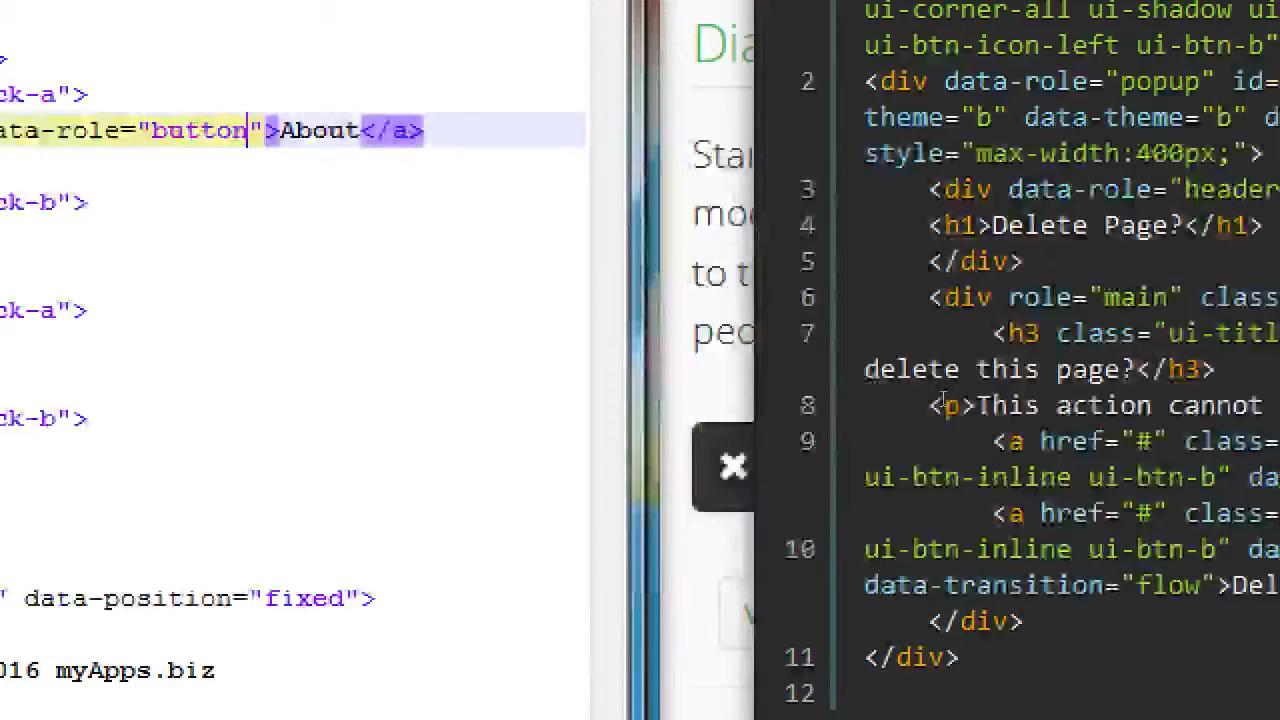 >
ck-a">
ata-role="button">About</a>
ck-b">
ck-a">
ck-b">
" data-position="fixed">
016 myApps.biz
Dia
Star
mod
to t
peo
ui-corner-all ui-shadow ui
ui-btn-icon-left ui-btn-b"
2 <div data-role="popup" id=
theme="b" data-theme="b" d
style="max-width:400px;">
3 <div data-role="header
4 <h1>Delete Page?</h1>
5 </div>
6 <div role="main" class
7 <h3 class="ui-titl
delete this page?</h3>
8 <p>This action cannot
9 <a href="#" class=
ui-btn-inline ui-btn-b" da
<a href="#" class=
10 ui-btn-inline ui-btn-b" da
data-transition="flow">Del
</div>
11 </div>
12